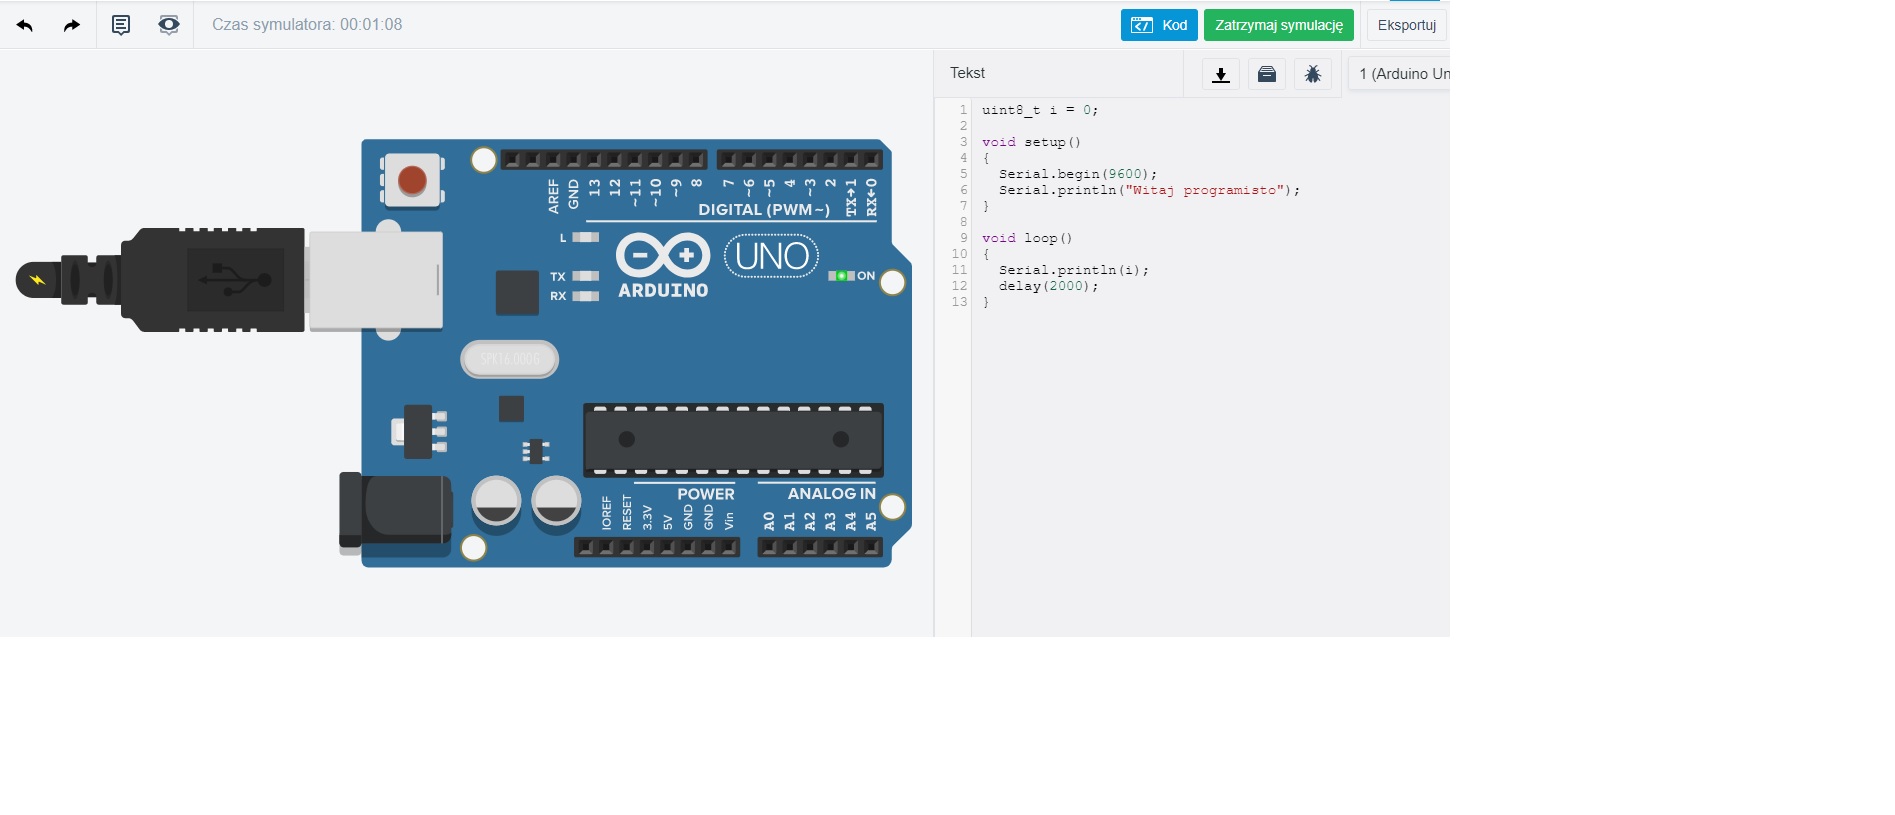 Czas symulatora: 00:01:08
Kod
Zatrzymaj symulację
Eksportuj
Tekst
1 (Arduino Un
1 uint8_t i = 0;
2
3 void setup()
4 {
5 Serial.begin(9600);
6 Serial.println("Witaj programisto");
7 }
8
9 void loop()
10 {
11 Serial.println(i);
12 delay(2000);
13 }
AREF
GND
13
12
~11
~10
~9
8
7
~6
~5
4
~3
2
TX→1
RX←0
DIGITAL (PWM~)
L
TX
RX
ARDUINO
UNO
ON
SPK16.000G
POWER
ANALOG IN
IOREF
RESET
3.3V
5V
GND
GND
Vin
A0
A1
A2
A3
A4
A5